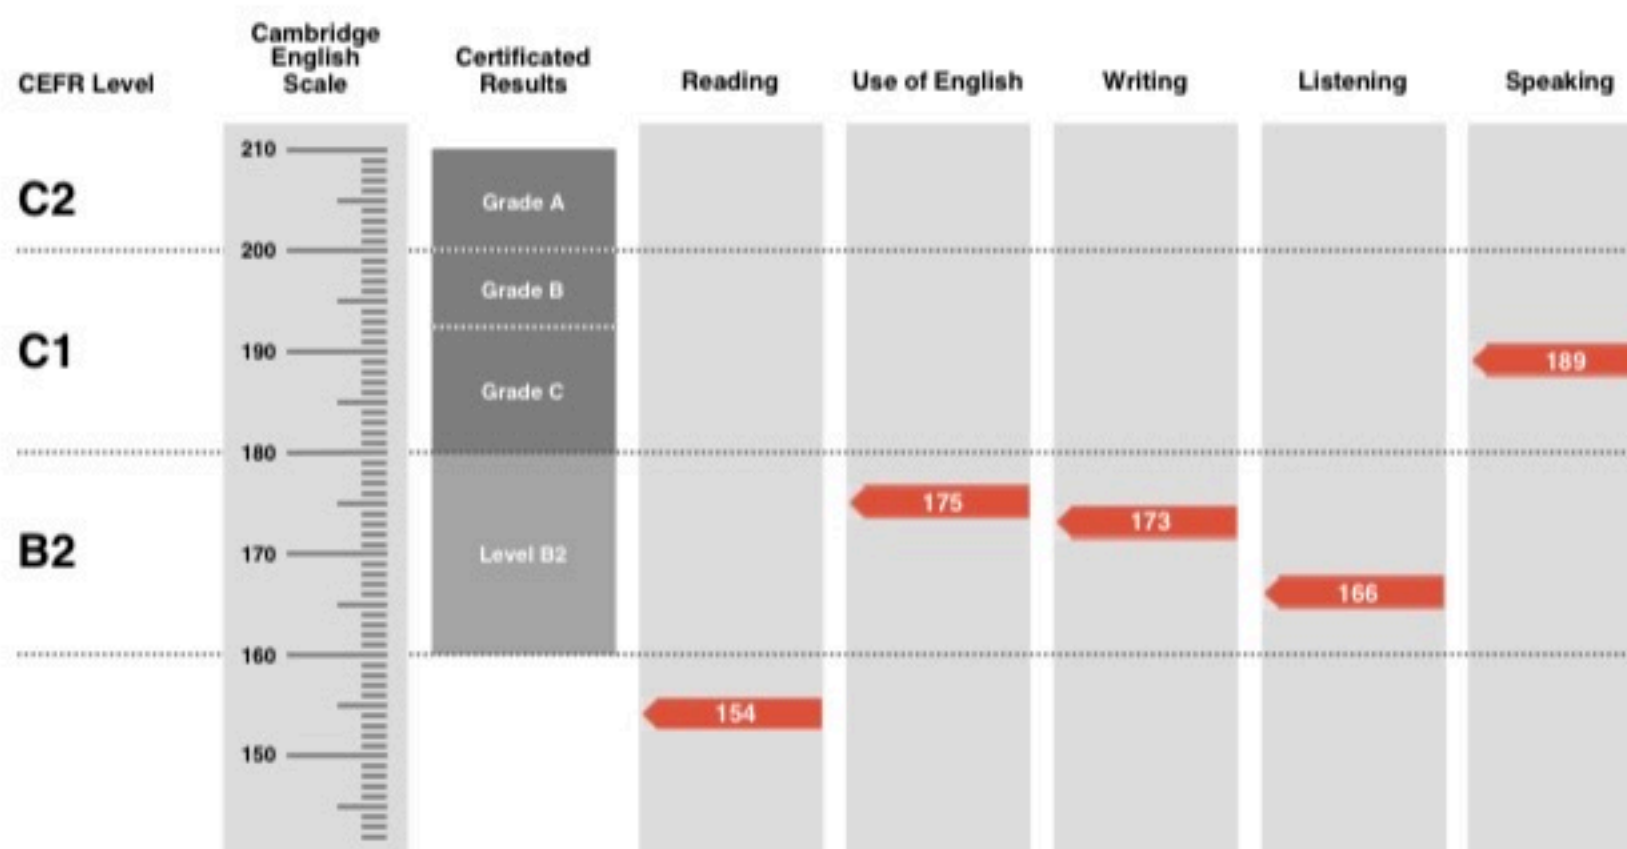 CEFR Level
Cambridge
English
Scale
Certificated
Results
Reading
Use of English
Writing
Listening
Speaking
210
C2
Grade A
200
Grade B
C1
190
189
Grade C
180
175
173
B2
170
Level B2
166
160
154
150